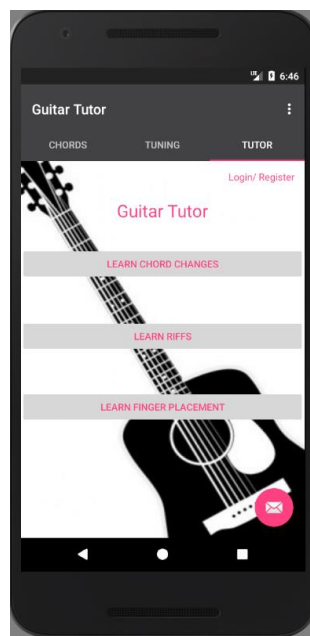 LTE 6:46
Guitar Tutor
CHORDS TUNING TUTOR
Login/ Register
Guitar Tutor
LEARN CHORD CHANGES
LEARN RIFFS
LEARN FINGER PLACEMENT